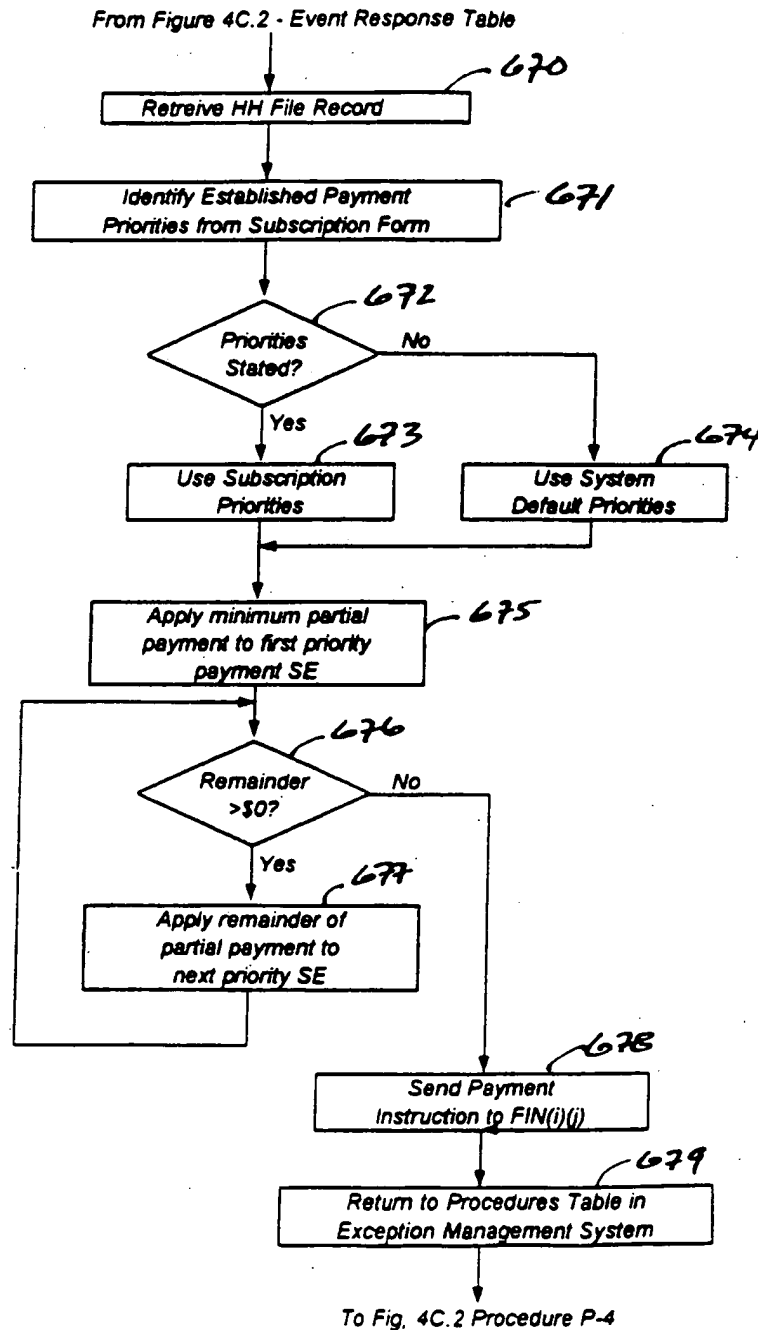 From Figure 4C.2 - Event Response Table
670
Retreive HH File Record
Identify Established Payment
Priorities from Subscription Form
671
672
Priorities
Stated?
No
Yes
673
674
Use Subscription
Priorities
Use System
Default Priorities
Apply minimum partial
payment to first priority
payment SE
675
676
Remainder
>$0?
No
Yes
677
Apply remainder of
partial payment to
next priority SE
678
Send Payment
Instruction to FIN(i)(j)
679
Return to Procedures Table in
Exception Management System
To Fig. 4C.2 Procedure P-4